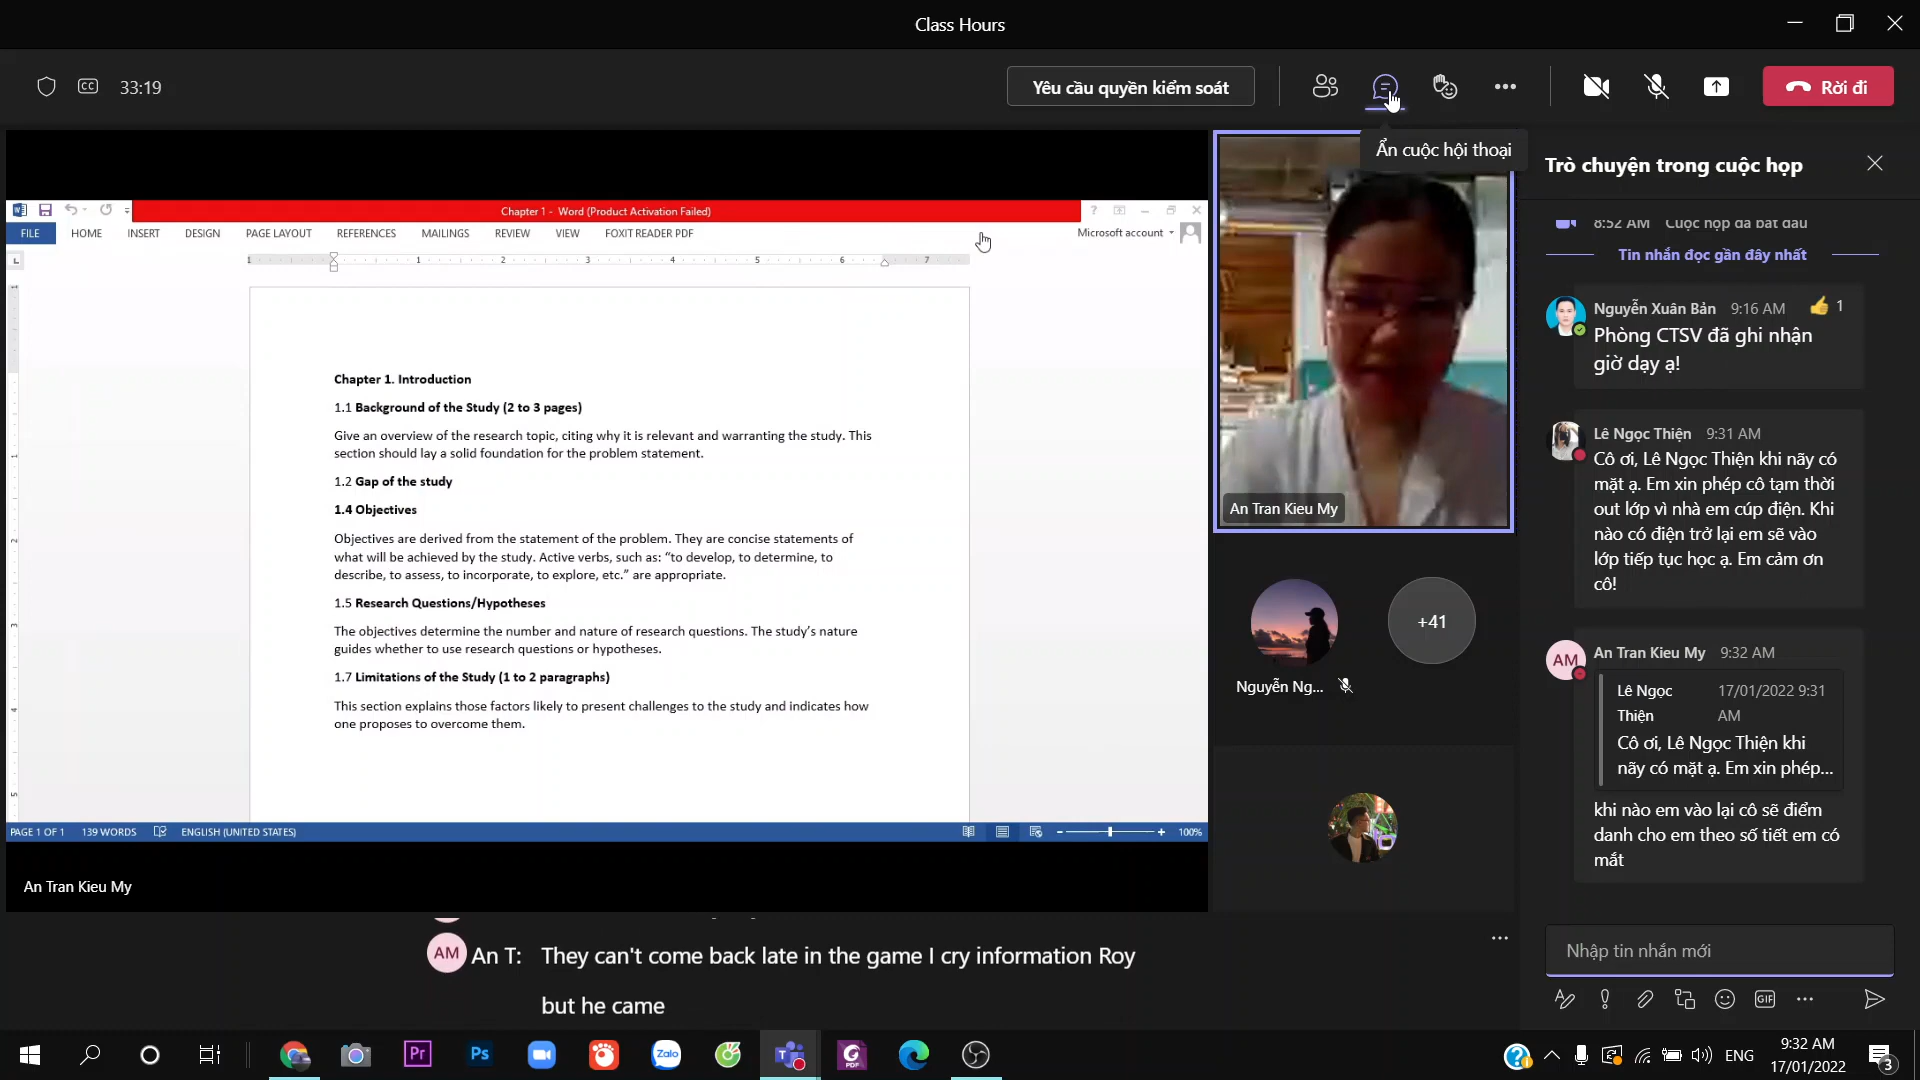 Class Hours
33:19
Yêu cầu quyền kiểm soát
Rời đi
Ẩn cuộc hội thoại
Chapter 1 - Word (Product Activation Failed)
FILE HOME INSERT DESIGN PAGE LAYOUT REFERENCES MAILINGS REVIEW VIEW FOXIT READER PDF
Microsoft account
Chapter 1. Introduction
1.1 Background of the Study (2 to 3 pages)
Give an overview of the research topic, citing why it is relevant and warranting the study. This
section should lay a solid foundation for the problem statement.
1.2 Gap of the study
1.4 Objectives
Objectives are derived from the statement of the problem. They are concise statements of
what will be achieved by the study. Active verbs, such as: “to develop, to determine, to
describe, to assess, to incorporate, to explore, etc.” are appropriate.
1.5 Research Questions/Hypotheses
The objectives determine the number and nature of research questions. The study’s nature
guides whether to use research questions or hypotheses.
1.7 Limitations of the Study (1 to 2 paragraphs)
This section explains those factors likely to present challenges to the study and indicates how
one proposes to overcome them.
PAGE 1 OF 1 139 WORDS ENGLISH (UNITED STATES)
100%
An Tran Kieu My
An Tran Kieu My
+41
Nguyễn Ng...
AM An T: They can't come back late in the game I cry information Roy
but he came
Trò chuyện trong cuộc họp
8:52 AM Cuộc họp đã bắt đầu
Tin nhắn đọc gần đây nhất
Nguyễn Xuân Bản 9:16 AM 👍 1
Phòng CTSV đã ghi nhận
giờ dạy ạ!
Lê Ngọc Thiện 9:31 AM
Cô ơi, Lê Ngọc Thiện khi nãy có
mặt ạ. Em xin phép cô tạm thời
out lớp vì nhà em cúp điện. Khi
nào có điện trở lại em sẽ vào
lớp tiếp tục học ạ. Em cảm ơn
cô!
AM An Tran Kieu My 9:32 AM
Lê Ngọc 17/01/2022 9:31
Thiện AM
Cô ơi, Lê Ngọc Thiện khi
nãy có mặt ạ. Em xin phép...
khi nào em vào lại cô sẽ điểm
danh cho em theo số tiết em có
mắt
Nhập tin nhắn mới
GIF
Pr
Ps
Zalo
PDF
ENG
9:32 AM
17/01/2022
3